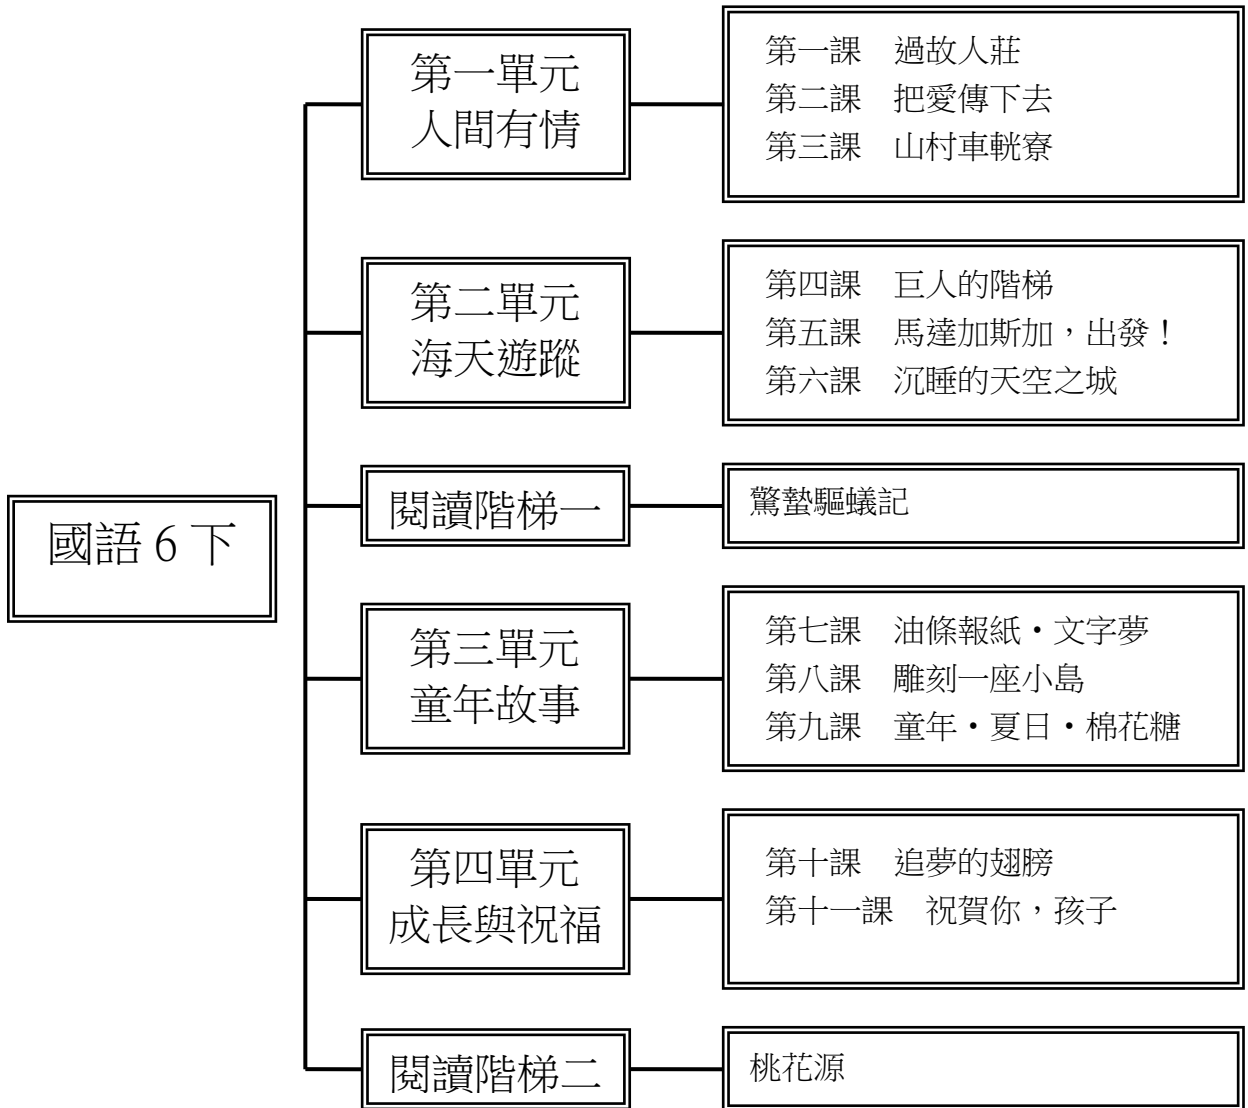 國語 6 下
第一單元
人間有情
第一課　過故人莊
第二課　把愛傳下去
第三課　山村車輄寮
第二單元
海天遊蹤
第四課　巨人的階梯
第五課　馬達加斯加，出發！
第六課　沉睡的天空之城
閱讀階梯一
驚蟄驅蟻記
第三單元
童年故事
第七課　油條報紙・文字夢
第八課　雕刻一座小島
第九課　童年・夏日・棉花糖
第四單元
成長與祝福
第十課　追夢的翅膀
第十一課　祝賀你，孩子
閱讀階梯二
桃花源